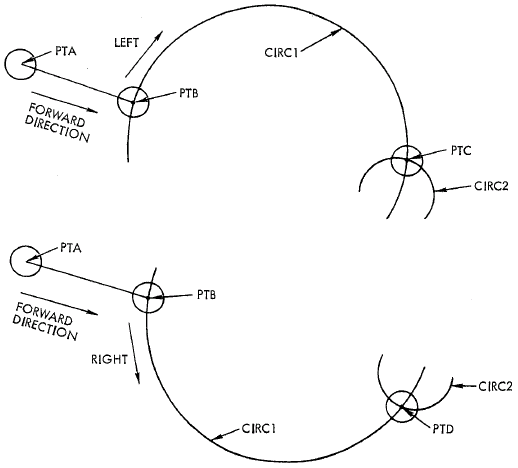 PTA
LEFT
CIRC1
PTB
FORWARD
DIRECTION
PTC
CIRC2
PTA
PTB
FORWARD
DIRECTION
RIGHT
CIRC2
CIRC1
PTD